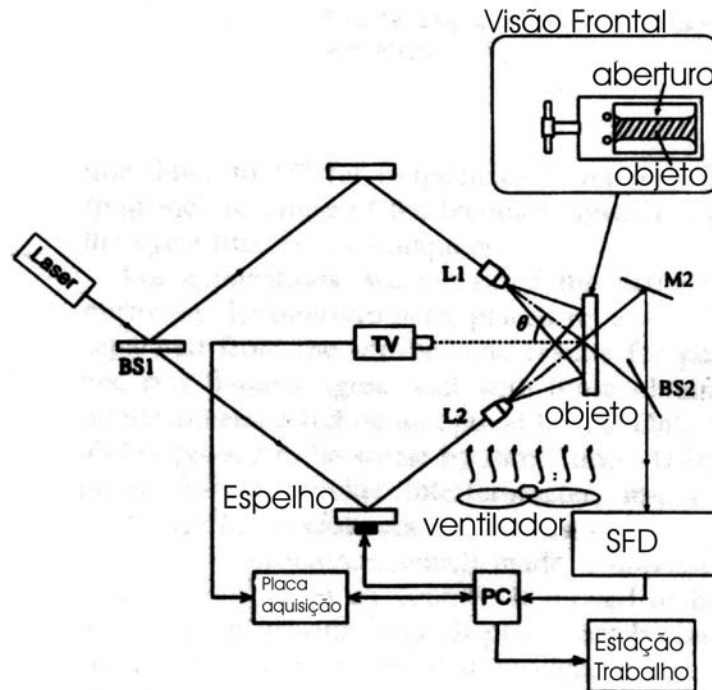 Visão Frontal
abertura
objeto
Laser
L1
M2
θ
TV
BS1
BS2
L2
objeto
Espelho
ventilador
SFD
Placa
aquisição
PC
Estação
Trabalho